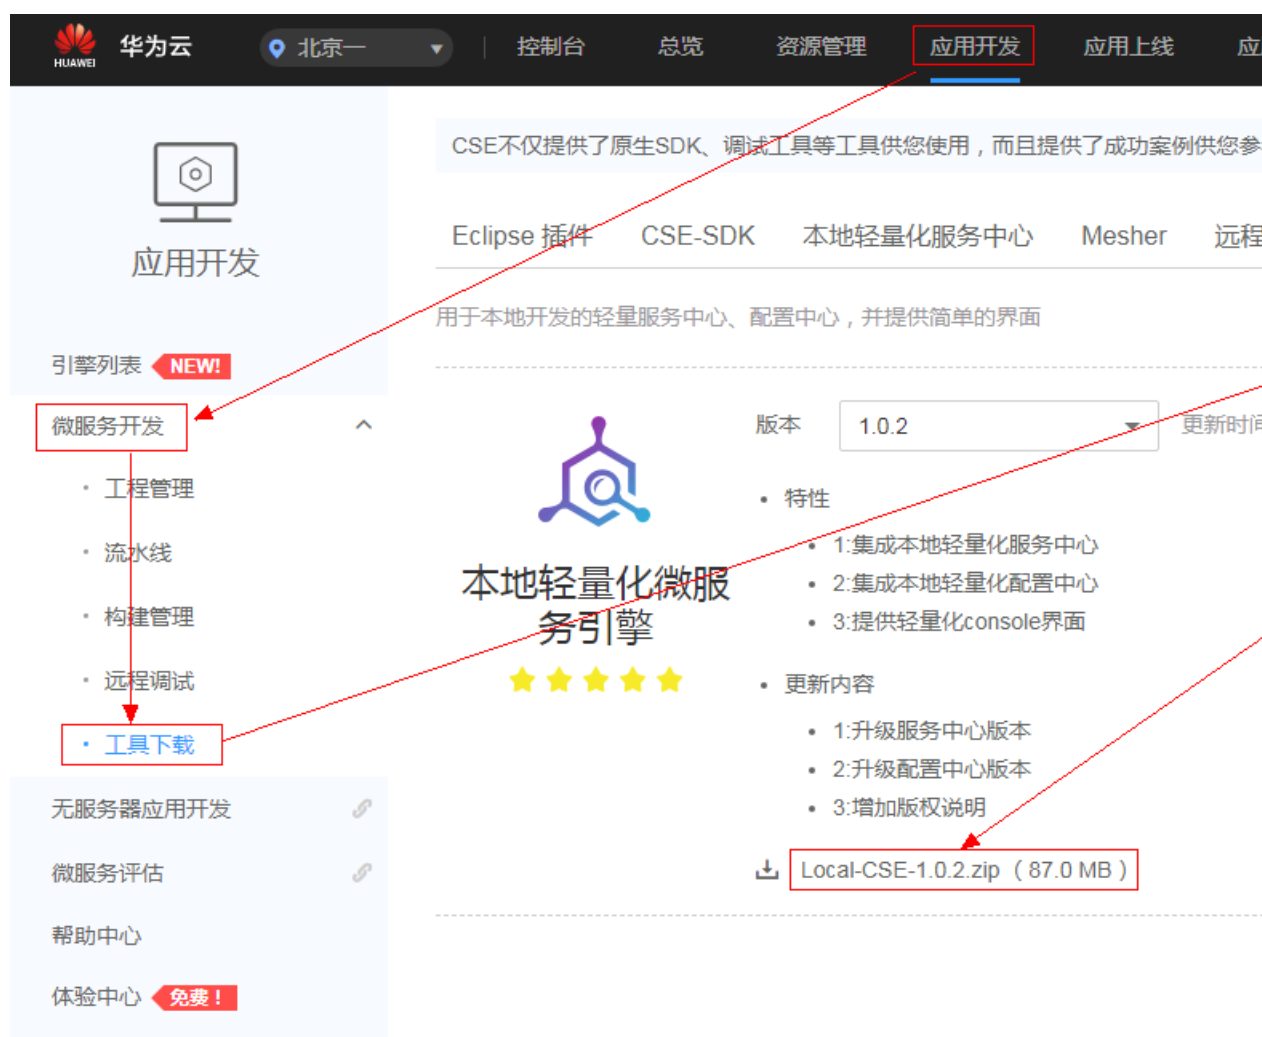 HUAWEI 华为云 北京一 控制台 总览 资源管理 应用开发 应用上线
应用开发
引擎列表 NEW!
微服务开发
工程管理
流水线
构建管理
远程调试
工具下载
无服务器应用开发
微服务评估
帮助中心
体验中心 免费！
CSE不仅提供了原生SDK、调试工具等工具供您使用，而且提供了成功案例供您参
Eclipse 插件 CSE-SDK 本地轻量化服务中心 Mesher 远程
用于本地开发的轻量服务中心、配置中心，并提供简单的界面
本地轻量化微服
务引擎
版本 1.0.2 更新时间
特性
1:集成本地轻量化服务中心
2:集成本地轻量化配置中心
3:提供轻量化console界面
更新内容
1:升级服务中心版本
2:升级配置中心版本
3:增加版权说明
Local-CSE-1.0.2.zip （87.0 MB）